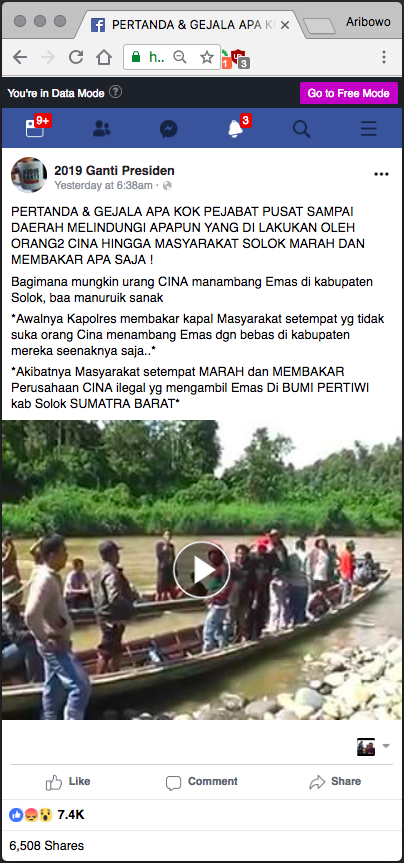 PERTANDA & GEJALA APA KO
Aribowo
h..
1
3
You're in Data Mode ?
Go to Free Mode
9+
3
2019 Ganti Presiden
Yesterday at 6:38am ·
PERTANDA & GEJALA APA KOK PEJABAT PUSAT SAMPAI
DAERAH MELINDUNGI APAPUN YANG DI LAKUKAN OLEH
ORANG2 CINA HINGGA MASYARAKAT SOLOK MARAH DAN
MEMBAKAR APA SAJA !
Bagimana mungkin urang CINA manambang Emas di kabupaten
Solok, baa manuruik sanak
*Awalnya Kapolres membakar kapal Masyarakat setempat yg tidak
suka orang Cina menambang Emas dgn bebas di kabupaten
mereka seenaknya saja..*
*Akibatnya Masyarakat setempat MARAH dan MEMBAKAR
Perusahaan CINA ilegal yg mengambil Emas Di BUMI PERTIWI
kab Solok SUMATRA BARAT*
Like
Comment
Share
7.4K
6,508 Shares